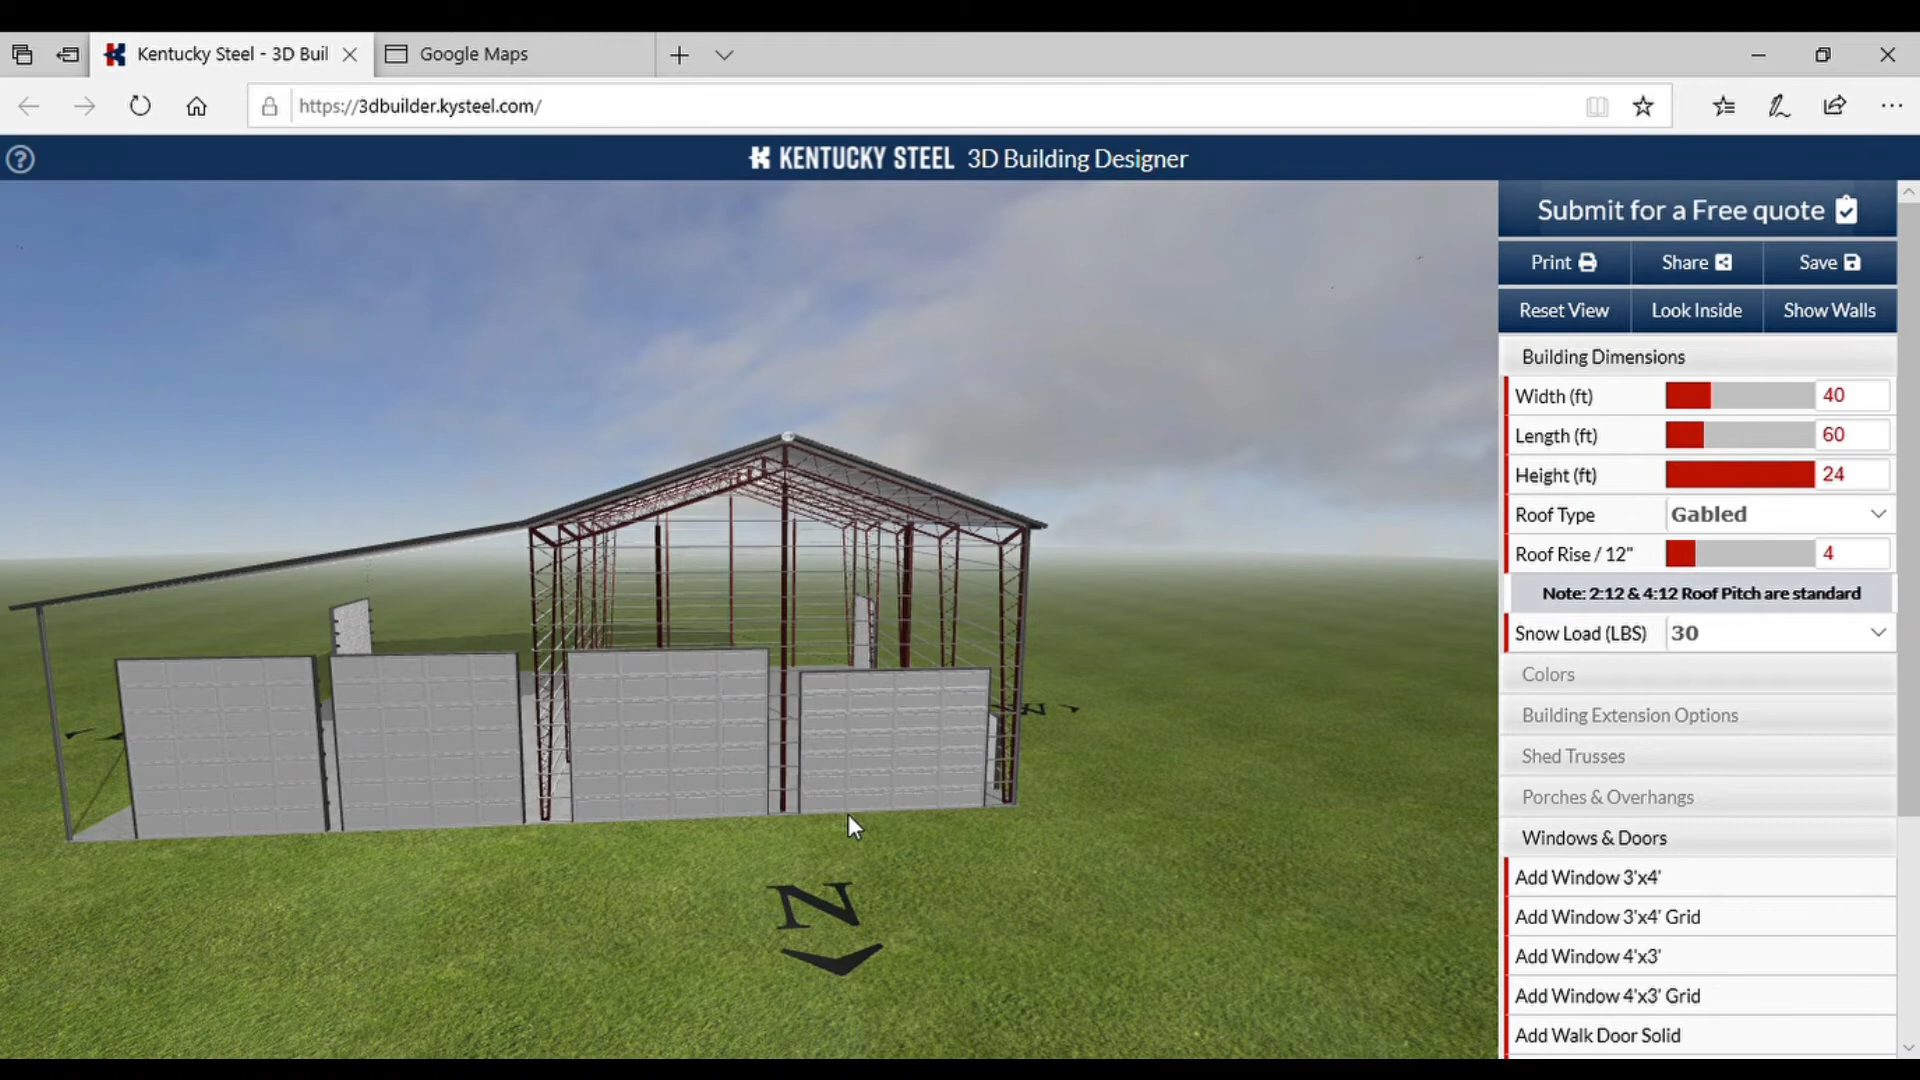 Kentucky Steel - 3D Buil
Google Maps
https://3dbuilder.kysteel.com/
KENTUCKY STEEL 3D Building Designer
Submit for a Free quote
Print
Share
Save
Reset View
Look Inside
Show Walls
Building Dimensions
Width (ft)
40
Length (ft)
60
Height (ft)
24
Roof Type
Gabled
Roof Rise / 12"
4
Note: 2:12 & 4:12 Roof Pitch are standard
Snow Load (LBS)
30
Colors
Building Extension Options
Shed Trusses
Porches & Overhangs
Windows & Doors
Add Window 3'x4'
Add Window 3'x4' Grid
Add Window 4'x3'
Add Window 4'x3' Grid
Add Walk Door Solid
N